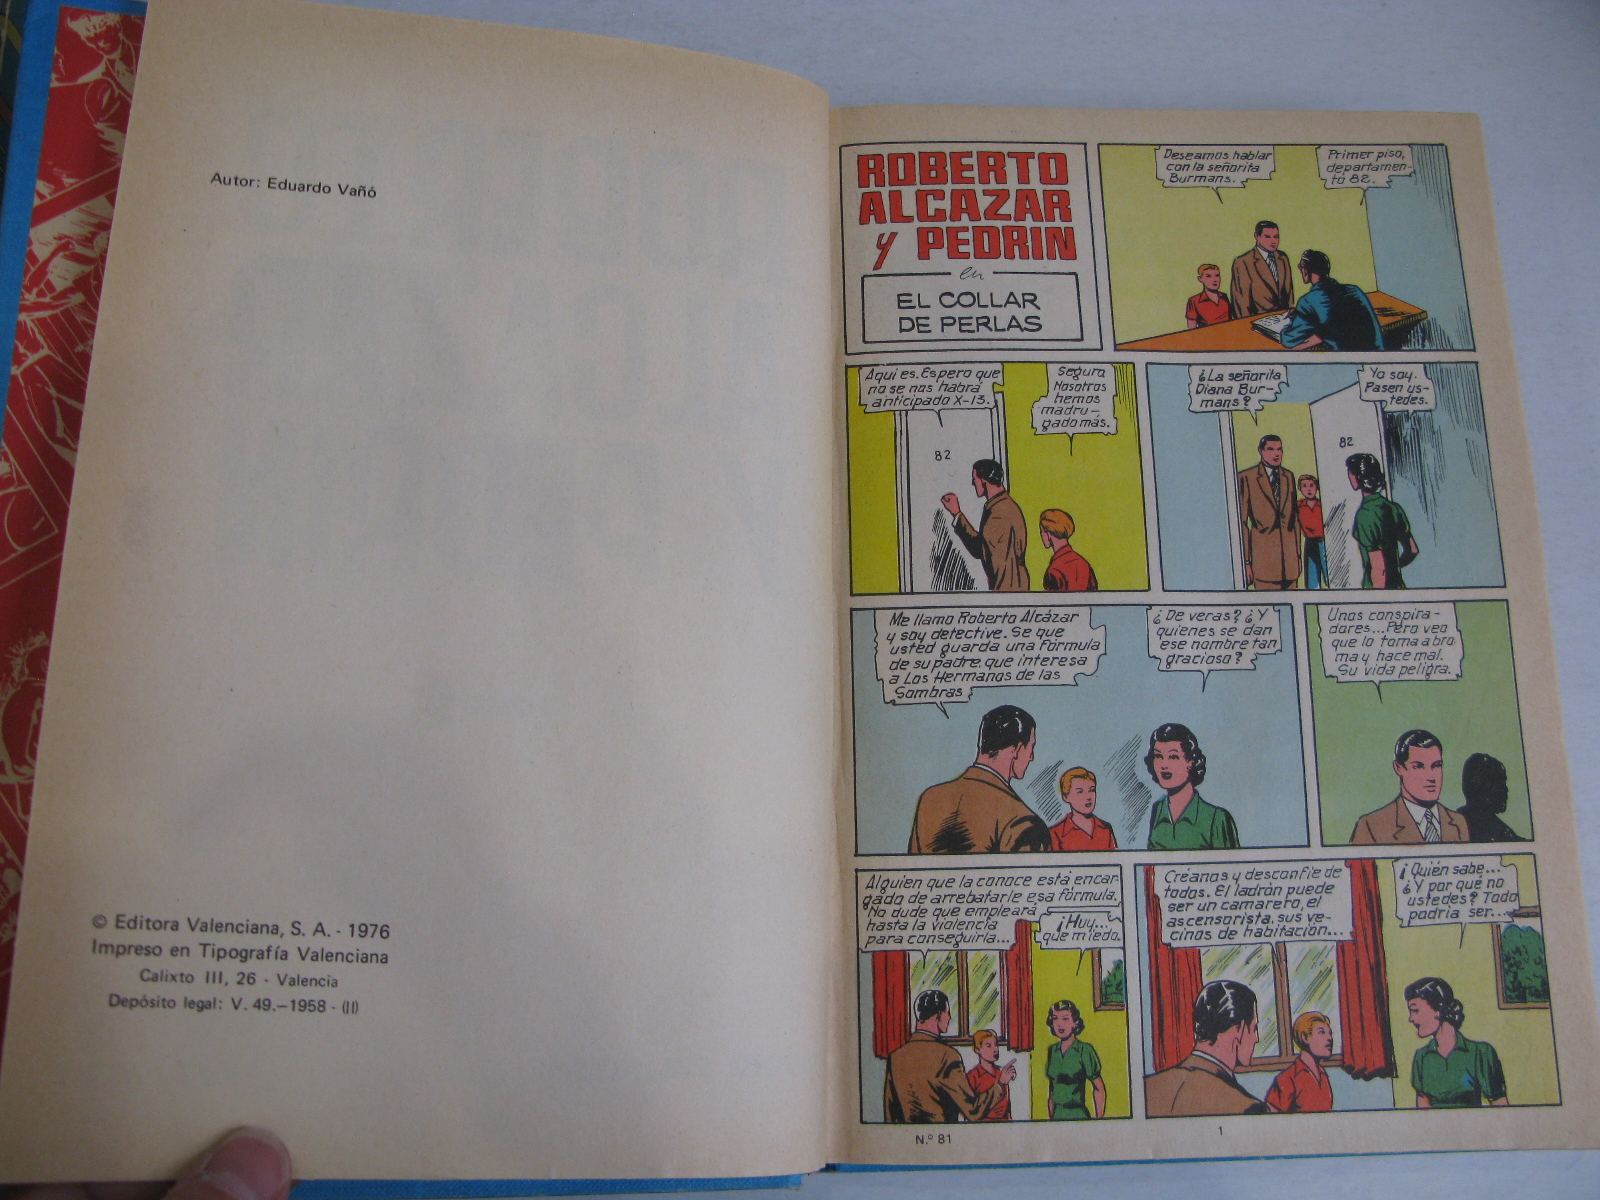 Autor: Eduardo Vañó
© Editora Valenciana, S. A. - 1976
Impreso en Tipografía Valenciana
Calixto III, 26 - Valencia
Depósito legal: V. 49.—1958 - (II)
ROBERTO
ALCAZAR
Y PEDRIN
en
EL COLLAR
DE PERLAS
Deseamos hablar
con la señorita
Burmans.
Primer piso,
departamen-
to 82.
Aqui es. Espero que
no se nos habrá
anticipado X-13.
Seguro,
Nosotros
hemos
madru-
gado más.
82
¿La señorita
Diana Bur-
mans?
Yo soy.
Pasen us-
tedes.
82
Me llamo Roberto Alcázar
y soy detective. Se que
usted guarda una fórmula
de su padre que interesa
a Los Hermanos de las
Sombras.
¿De veras? ¿Y
quienes se dan
ese nombre tan
gracioso?
Unos conspira-
dores... Pero veo
que lo toma a bro
ma y hace mal.
Su vida peligra.
Alguien que la conoce está encar-
gado de arrebatarle esa fórmula.
No dude que empleará
hasta la violencia
para conseguirla...
¡Huy...
que miedo.
Créanos y desconfíe de
todos. El ladrón puede
ser un camarero, el
ascensorista, sus ve-
cinos de habitación...
¡Quién sabe...
¿Y por qué no
ustedes? Todo
podría ser...
N.º 81
1